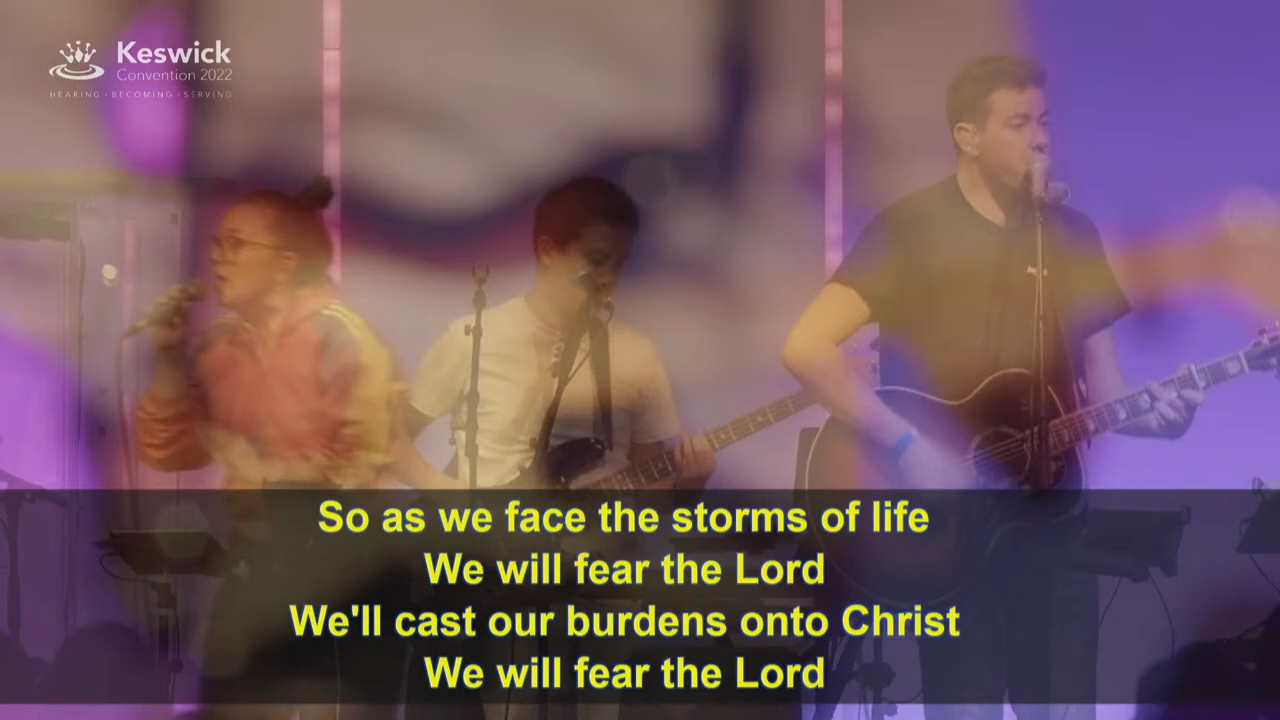 Keswick
Convention 2022
HEARING · BECOMING · SERVING
So as we face the storms of life
We will fear the Lord
We'll cast our burdens onto Christ
We will fear the Lord